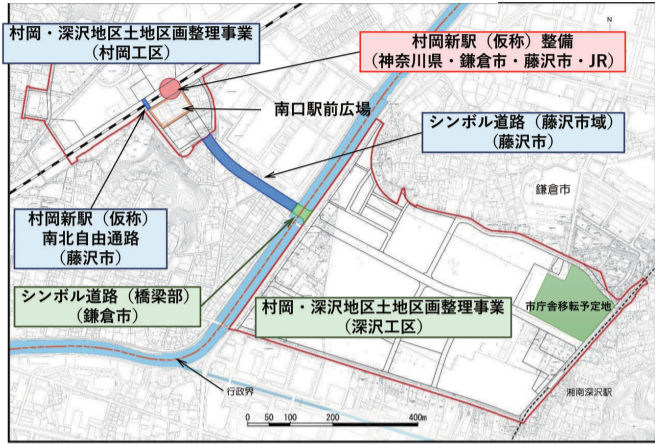 村岡・深沢地区土地区画整理事業
（村岡工区）
村岡新駅（仮称）整備
（神奈川県・鎌倉市・藤沢市・JR）
N
南口駅前広場
シンボル道路（藤沢市域）
（藤沢市）
鎌倉市
村岡新駅（仮称）
南北自由通路
（藤沢市）
シンボル道路（橋梁部）
（鎌倉市）
村岡・深沢地区土地区画整理事業
（深沢工区）
市庁舎移転予定地
行政界
湘南深沢駅
0 50 100 200 400m